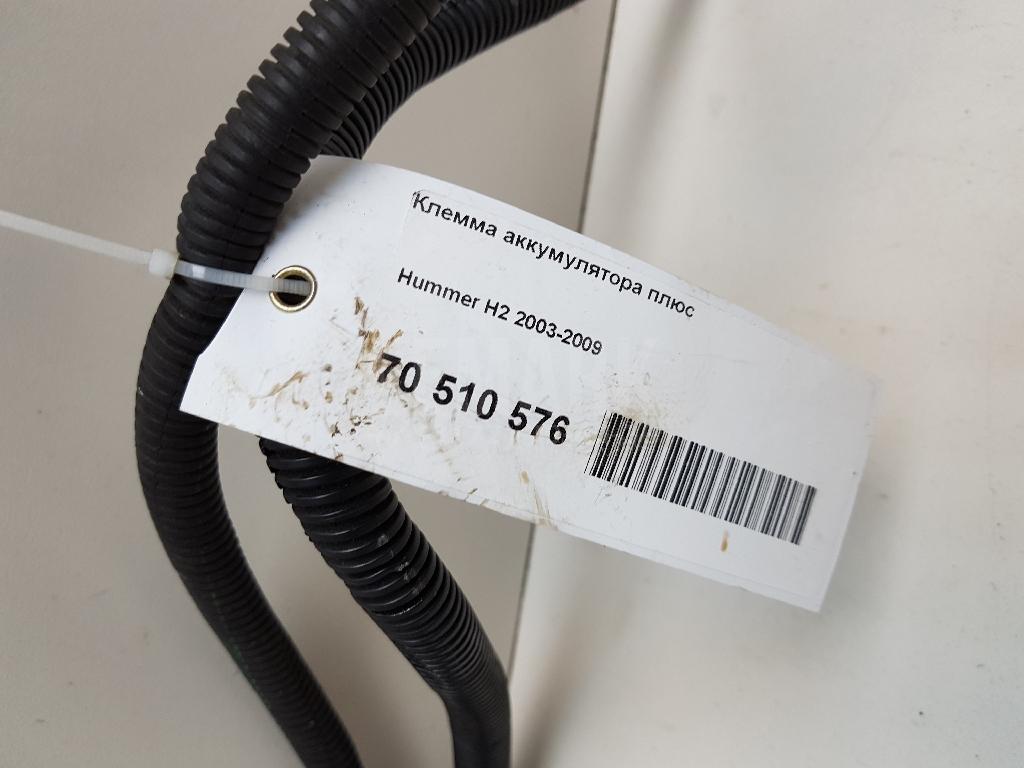 Клемма аккумулятора плюс
Hummer H2 2003-2009
70 510 576